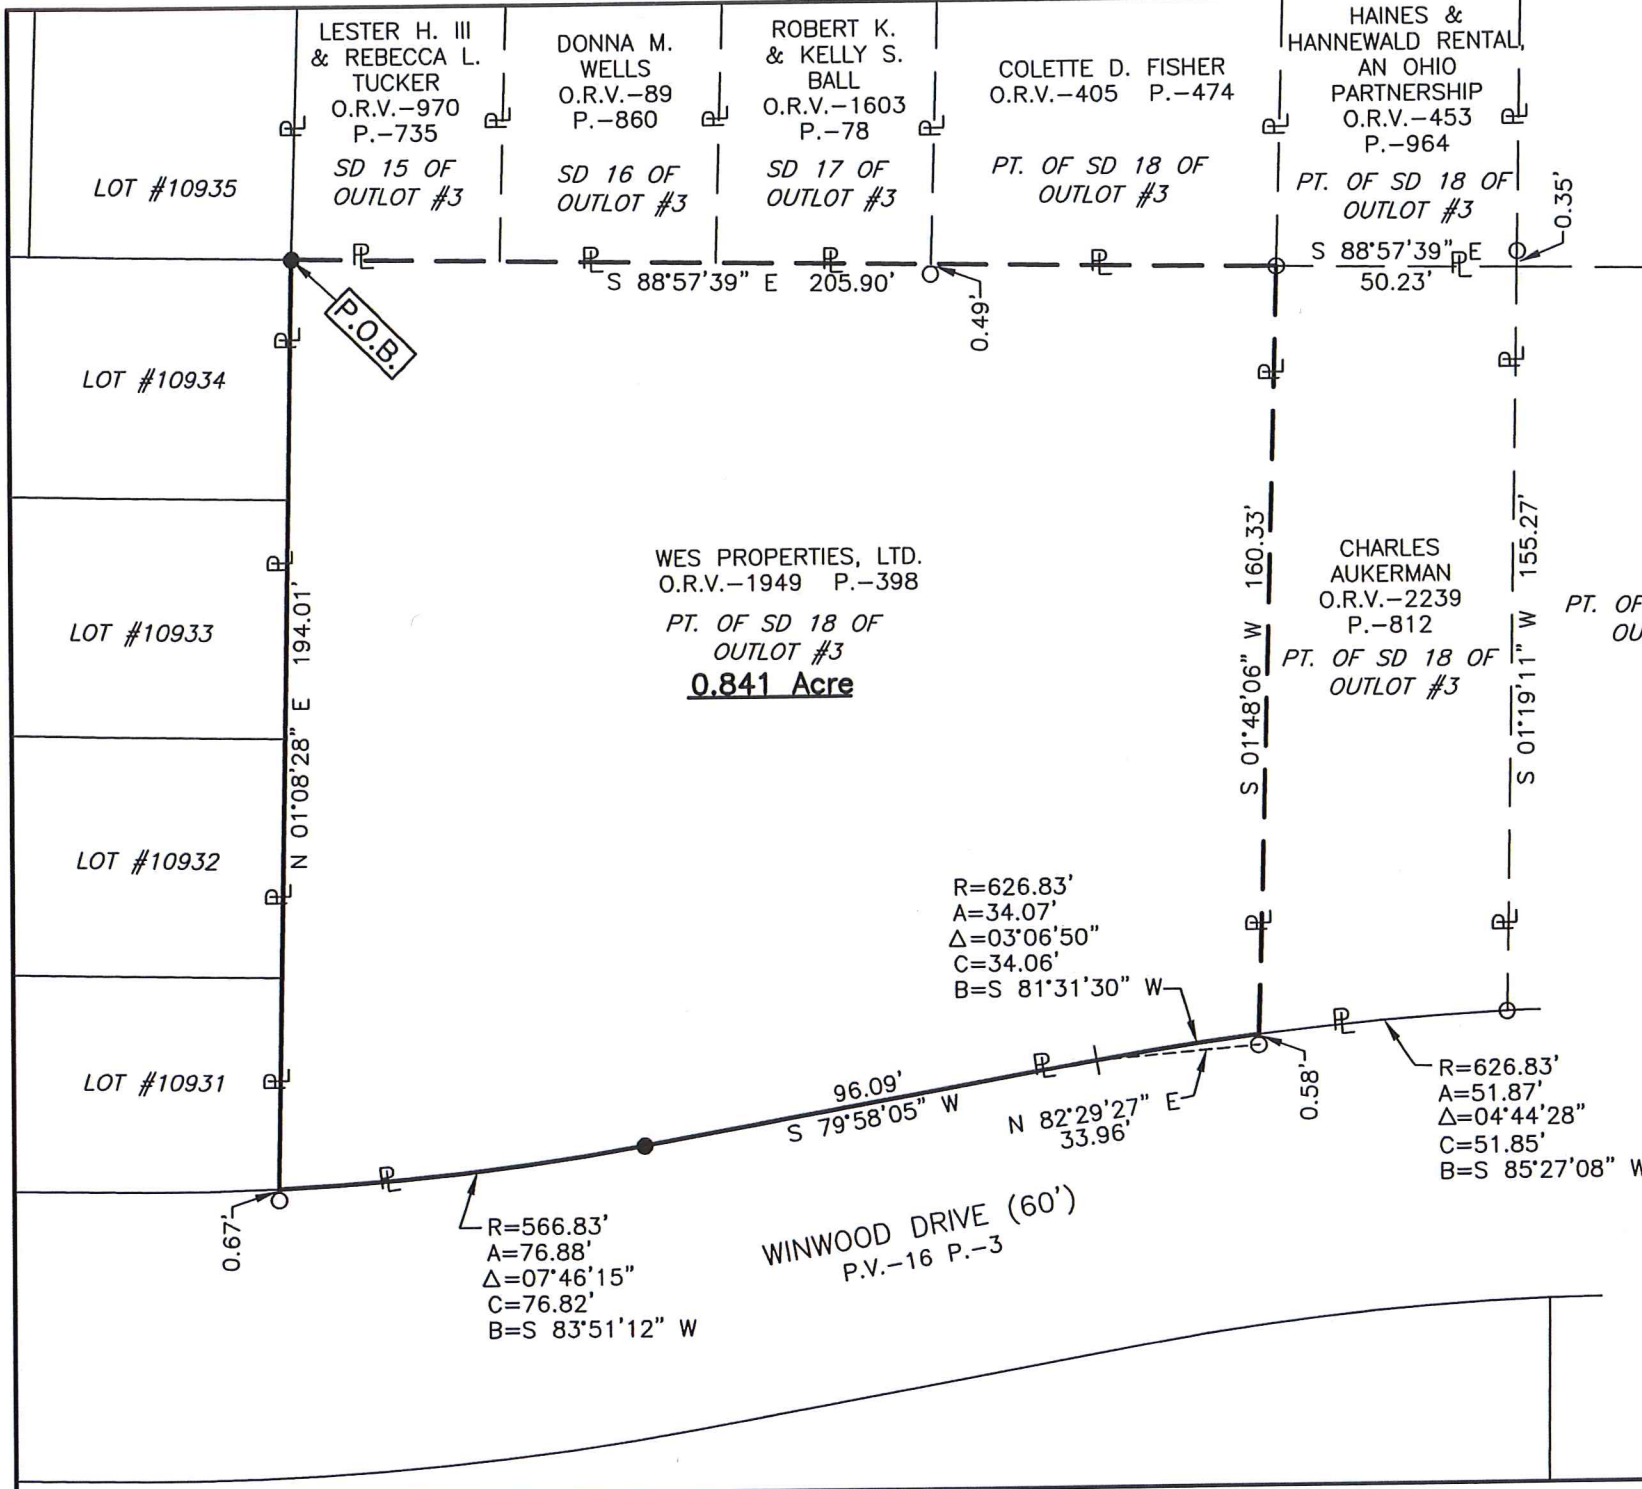 LESTER H. III
& REBECCA L.
TUCKER
O.R.V.-970
P.-735
SD 15 OF
OUTLOT #3
DONNA M.
WELLS
O.R.V.-89
P.-860
SD 16 OF
OUTLOT #3
ROBERT K.
& KELLY S.
BALL
O.R.V.-1603
P.-78
SD 17 OF
OUTLOT #3
COLETTE D. FISHER
O.R.V.-405 P.-474
PT. OF SD 18 OF
OUTLOT #3
HAINES &
HANNEWALD RENTAL,
AN OHIO
PARTNERSHIP
O.R.V.-453
P.-964
PT. OF SD 18 OF
OUTLOT #3
LOT #10935
S 88°57'39" E 205.90'
0.49'
S 88°57'39" E
50.23'
0.35'
P.O.B.
LOT #10934
LOT #10933
LOT #10932
LOT #10931
N 01°08'28" E 194.01'
WES PROPERTIES, LTD.
O.R.V.-1949 P.-398
PT. OF SD 18 OF
OUTLOT #3
0.841 Acre
S 01°48'06" W 160.33'
CHARLES
AUKERMAN
O.R.V.-2239
P.-812
PT. OF SD 18 OF
OUTLOT #3
S 01°19'11" W 155.27'
PT. OF
OU
R=626.83'
A=34.07'
Δ=03°06'50"
C=34.06'
B=S 81°31'30" W
96.09'
S 79°58'05" W
N 82°29'27" E
33.96'
0.58'
R=626.83'
A=51.87'
Δ=04°44'28"
C=51.85'
B=S 85°27'08" W
0.67'
R=566.83'
A=76.88'
Δ=07°46'15"
C=76.82'
B=S 83°51'12" W
WINWOOD DRIVE (60')
P.V.-16 P.-3